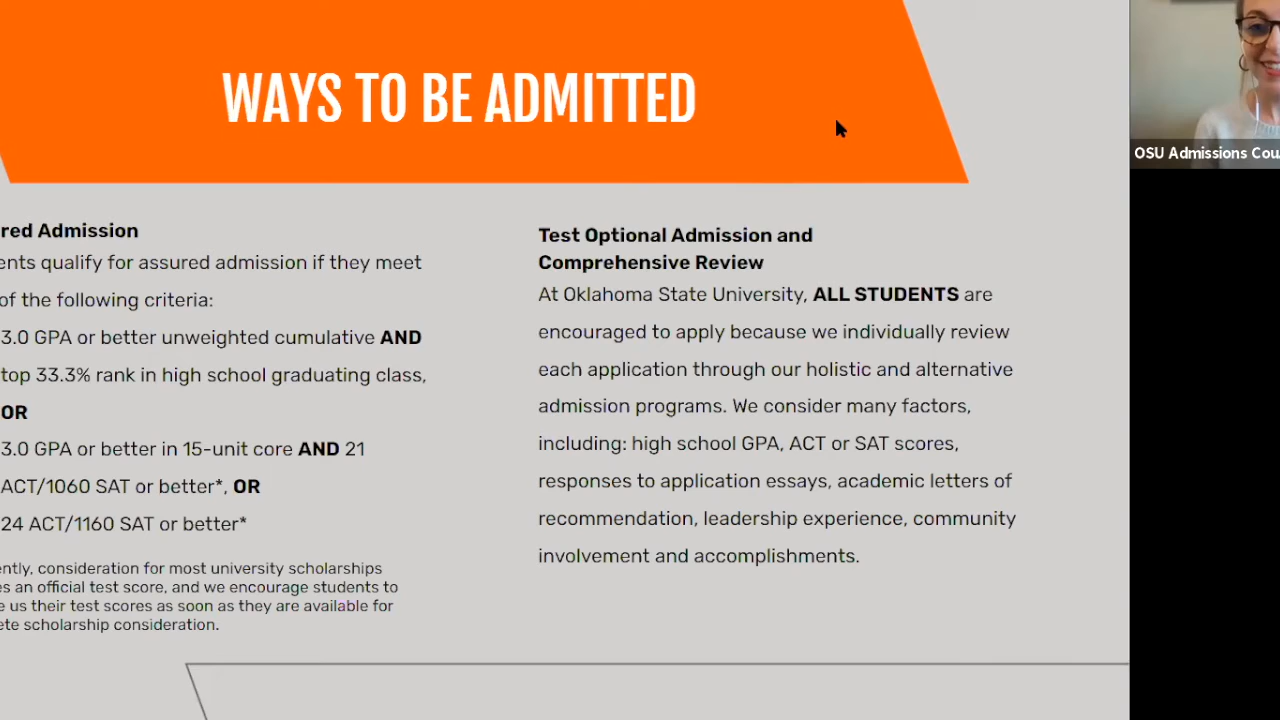 WAYS TO BE ADMITTED
OSU Admissions Cou
red Admission
ents qualify for assured admission if they meet
of the following criteria:
3.0 GPA or better unweighted cumulative AND
top 33.3% rank in high school graduating class,
OR
3.0 GPA or better in 15-unit core AND 21
ACT/1060 SAT or better*, OR
24 ACT/1160 SAT or better*
ently, consideration for most university scholarships
es an official test score, and we encourage students to
e us their test scores as soon as they are available for
ete scholarship consideration.
Test Optional Admission and
Comprehensive Review
At Oklahoma State University, ALL STUDENTS are
encouraged to apply because we individually review
each application through our holistic and alternative
admission programs. We consider many factors,
including: high school GPA, ACT or SAT scores,
responses to application essays, academic letters of
recommendation, leadership experience, community
involvement and accomplishments.